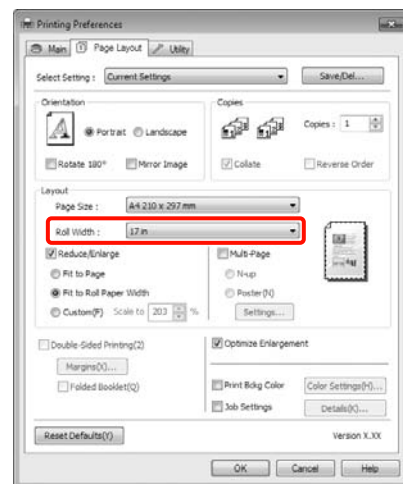 Printing Preferences
Main Page Layout Utility
Select Setting : Current Settings Save/Del...
Orientation
Portrait Landscape
Rotate 180° Mirror Image
Copies
Copies : 1
Collate Reverse Order
Layout
Page Size : A4 210 x 297 mm
Roll Width : 17 in
Reduce/Enlarge
Fit to Page
Fit to Roll Paper Width
Custom(F) Scale to 203 %
Multi-Page
N-up
Poster(N)
Settings...
Double-Sided Printing(2)
Margins(X)...
Folded Booklet(Q)
Optimize Enlargement
Print Bckg Color Color Settings(H)...
Job Settings Details(K)...
Reset Defaults(Y) Version X.XX
OK Cancel Help